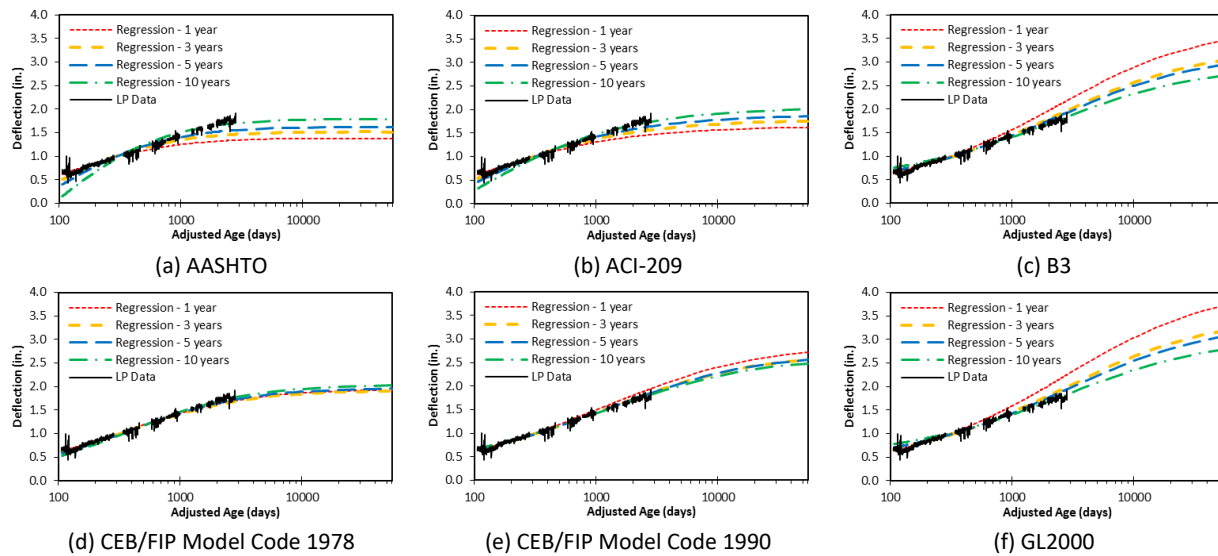 Deflection (in.)
4.0
3.5
3.0
2.5
2.0
1.5
1.0
0.5
0.0
Regression - 1 year
Regression - 3 years
Regression - 5 years
Regression - 10 years
LP Data
100 1000 10000
Adjusted Age (days)
(a) AASHTO
Deflection (in.)
4.0
3.5
3.0
2.5
2.0
1.5
1.0
0.5
0.0
Regression - 1 year
Regression - 3 years
Regression - 5 years
Regression - 10 years
LP Data
100 1000 10000
Adjusted Age (days)
(b) ACI-209
Deflection (in.)
4.0
3.5
3.0
2.5
2.0
1.5
1.0
0.5
0.0
Regression - 1 year
Regression - 3 years
Regression - 5 years
Regression - 10 years
LP Data
100 1000 10000
Adjusted Age (days)
(c) B3
Deflection (in.)
4.0
3.5
3.0
2.5
2.0
1.5
1.0
0.5
0.0
Regression - 1 year
Regression - 3 years
Regression - 5 years
Regression - 10 years
LP Data
100 1000 10000
Adjusted Age (days)
(d) CEB/FIP Model Code 1978
Deflection (in.)
4.0
3.5
3.0
2.5
2.0
1.5
1.0
0.5
0.0
Regression - 1 year
Regression - 3 years
Regression - 5 years
Regression - 10 years
LP Data
100 1000 10000
Adjusted Age (days)
(e) CEB/FIP Model Code 1990
Deflection (in.)
4.0
3.5
3.0
2.5
2.0
1.5
1.0
0.5
0.0
Regression - 1 year
Regression - 3 years
Regression - 5 years
Regression - 10 years
LP Data
100 1000 10000
Adjusted Age (days)
(f) GL2000